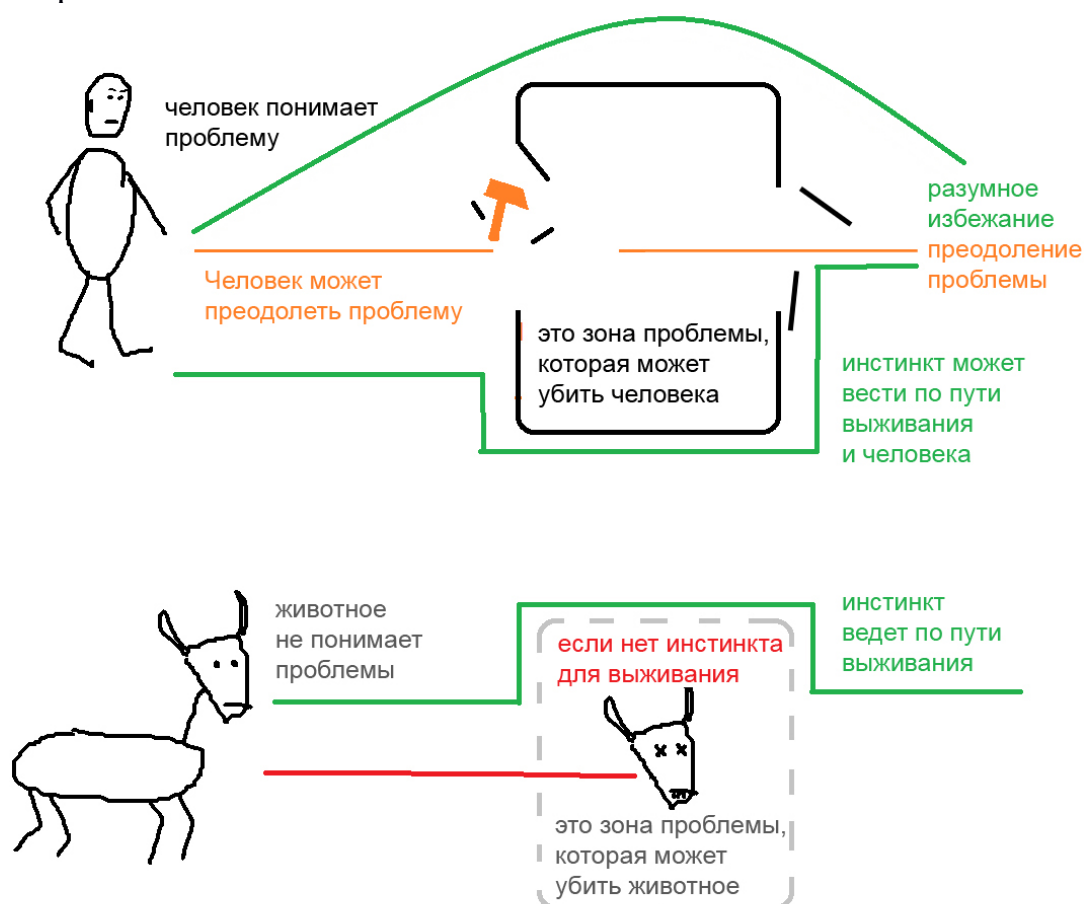 человек понимает
проблему
Человек может
преодолеть проблему
это зона проблемы,
которая может
убить человека
разумное
избежание
преодоление
проблемы
инстинкт может
вести по пути
выживания
и человека
животное
не понимает
проблемы
если нет инстинкта
для выживания
это зона проблемы,
которая может
убить животное
инстинкт
ведет по пути
выживания